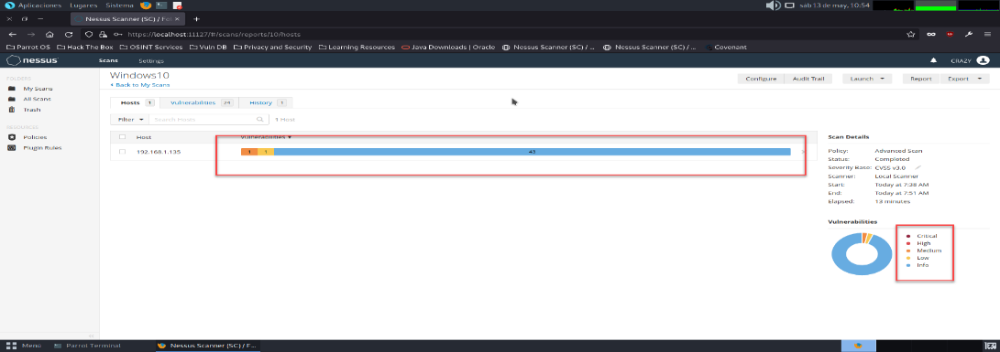 Aplicaciones Lugares Sistema sáb 13 de may, 10:54
Nessus Scanner (SC) / Fol ×
https://localhost:11127/#/scans/reports/10/hosts
Parrot OS Hack The Box OSINT Services Vuln DB Privacy and Security Learning Resources Java Downloads | Oracle Nessus Scanner (SC) / ... Nessus Scanner (SC) / ... Covenant
nessus Scans Settings CRAZY
FOLDERS
My Scans
All Scans
Trash
RESOURCES
Policies
Plugin Rules
Windows10
Back to My Scans
Configure Audit Trail Launch Report Export
Hosts 1 Vulnerabilities 24 History 1
Filter Search Hosts 1 Host
Host Vulnerabilities
192.168.1.135 1 1 43
Scan Details
Policy: Advanced Scan
Status: Completed
Severity Base: CVSS v3.0
Scanner: Local Scanner
Start: Today at 7:38 AM
End: Today at 7:51 AM
Elapsed: 13 minutes
Vulnerabilities
Critical
High
Medium
Low
Info
Menú Parrot Terminal Nessus Scanner (SC) / F...